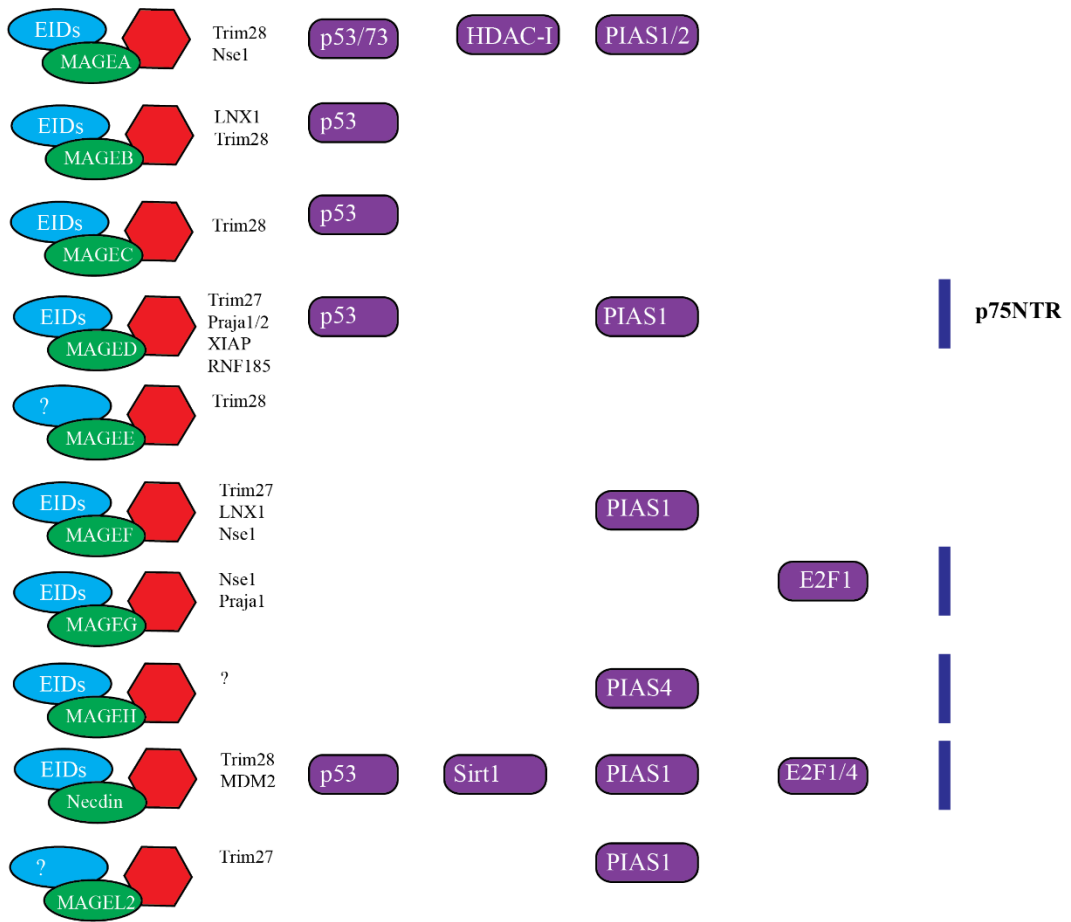 EIDs
MAGEA
Trim28
Nse1
p53/73
HDAC-I
PIAS1/2
EIDs
MAGEB
LNX1
Trim28
p53
EIDs
MAGEC
Trim28
p53
EIDs
MAGED
Trim27
Praja1/2
XIAP
RNF185
p53
PIAS1
p75NTR
?
MAGEE
Trim28
EIDs
MAGEF
Trim27
LNX1
Nse1
PIAS1
EIDs
MAGEG
Nse1
Praja1
E2F1
EIDs
MAGEH
?
PIAS4
EIDs
Necdin
Trim28
MDM2
p53
Sirt1
PIAS1
E2F1/4
?
MAGEL2
Trim27
PIAS1